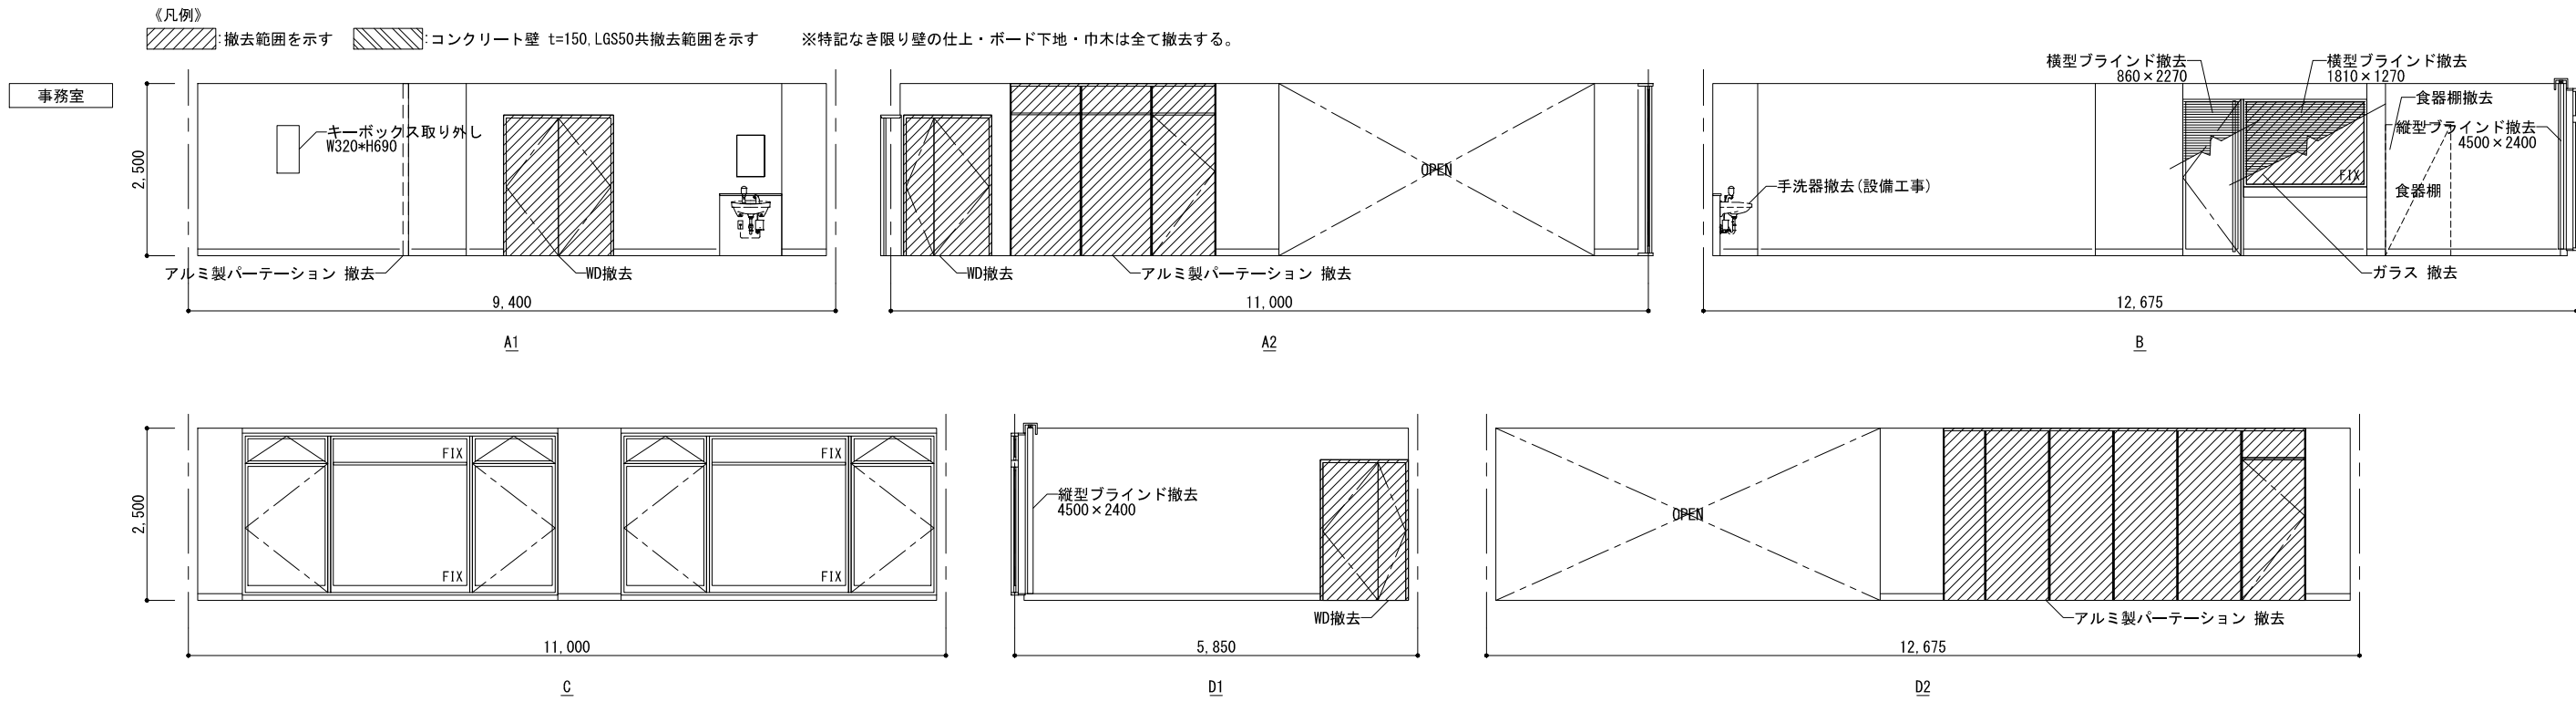 《凡例》
:撤去範囲を示す
:コンクリート壁 t=150,LGS50共撤去範囲を示す
※特記なき限り壁の仕上・ボード下地・巾木は全て撤去する。
事務室
2,500
キーボックス取り外し
W320*H690
アルミ製パーテーション 撤去
WD撤去
9,400
A1
OPEN
WD撤去
アルミ製パーテーション 撤去
11,000
A2
横型ブラインド撤去
860×2270
横型ブラインド撤去
1810×1270
食器棚撤去
縦型ブラインド撤去
4500×2400
手洗器撤去(設備工事)
FIX
食器棚
ガラス 撤去
12,675
B
2,500
FIX
FIX
FIX
FIX
11,000
C
縦型ブラインド撤去
4500×2400
WD撤去
5,850
D1
OPEN
アルミ製パーテーション 撤去
12,675
D2